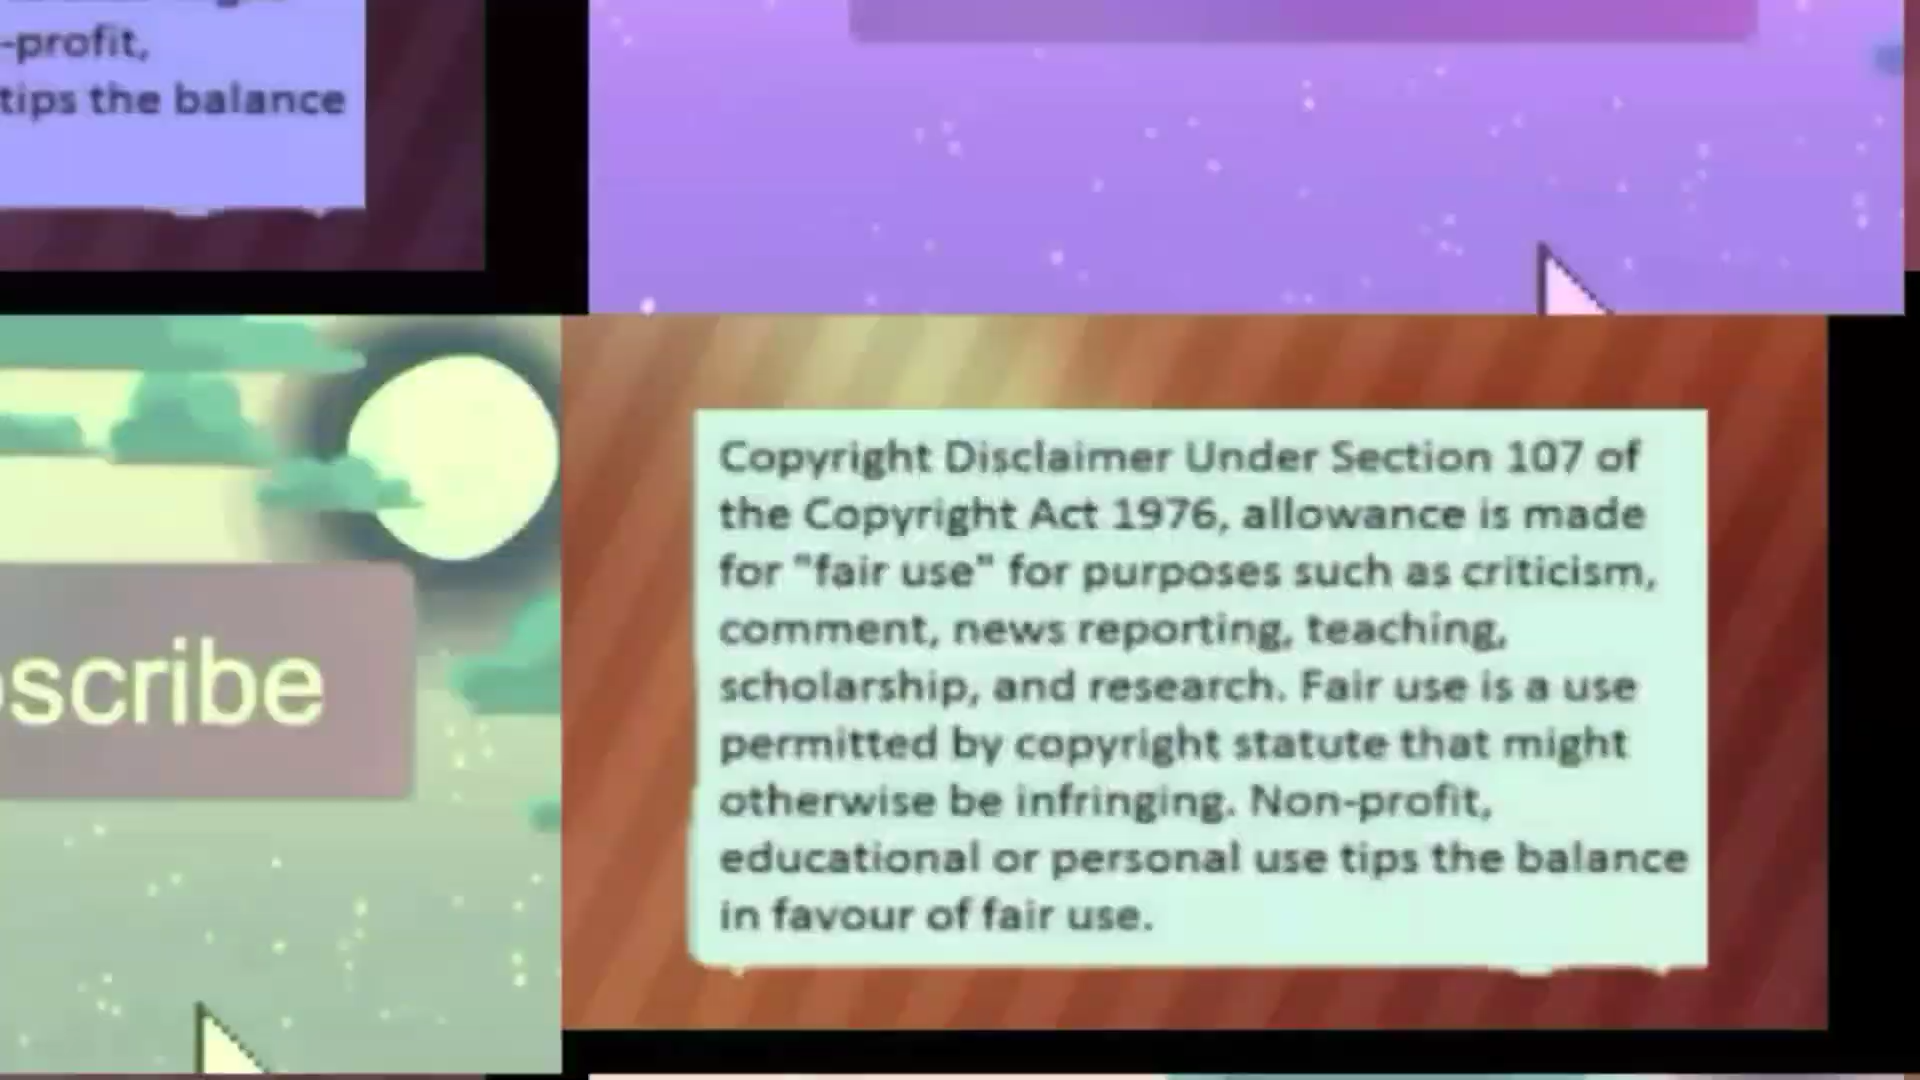 -profit,
tips the balance
scribe
Copyright Disclaimer Under Section 107 of
the Copyright Act 1976, allowance is made
for "fair use" for purposes such as criticism,
comment, news reporting, teaching,
scholarship, and research. Fair use is a use
permitted by copyright statute that might
otherwise be infringing. Non-profit,
educational or personal use tips the balance
in favour of fair use.